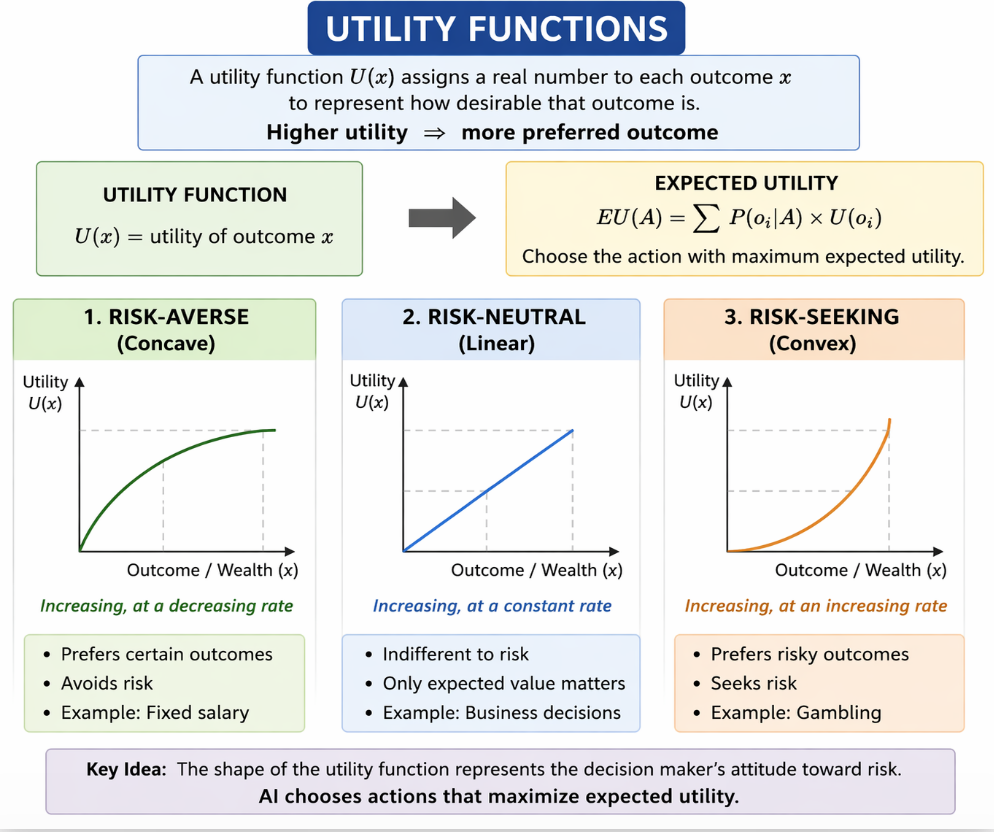 UTILITY FUNCTIONS
A utility function U(x) assigns a real number to each outcome x
to represent how desirable that outcome is.
Higher utility ⇒ more preferred outcome
UTILITY FUNCTION
U(x) = utility of outcome x
EXPECTED UTILITY
EU(A) = ∑ P(oᵢ|A) × U(oᵢ)
Choose the action with maximum expected utility.
1. RISK-AVERSE
(Concave)
Utility
U(x)
Outcome / Wealth (x)
Increasing, at a decreasing rate
• Prefers certain outcomes
• Avoids risk
• Example: Fixed salary
2. RISK-NEUTRAL
(Linear)
Utility
U(x)
Outcome / Wealth (x)
Increasing, at a constant rate
• Indifferent to risk
• Only expected value matters
• Example: Business decisions
3. RISK-SEEKING
(Convex)
Utility
U(x)
Outcome / Wealth (x)
Increasing, at an increasing rate
• Prefers risky outcomes
• Seeks risk
• Example: Gambling
Key Idea: The shape of the utility function represents the decision maker's attitude toward risk.
AI chooses actions that maximize expected utility.